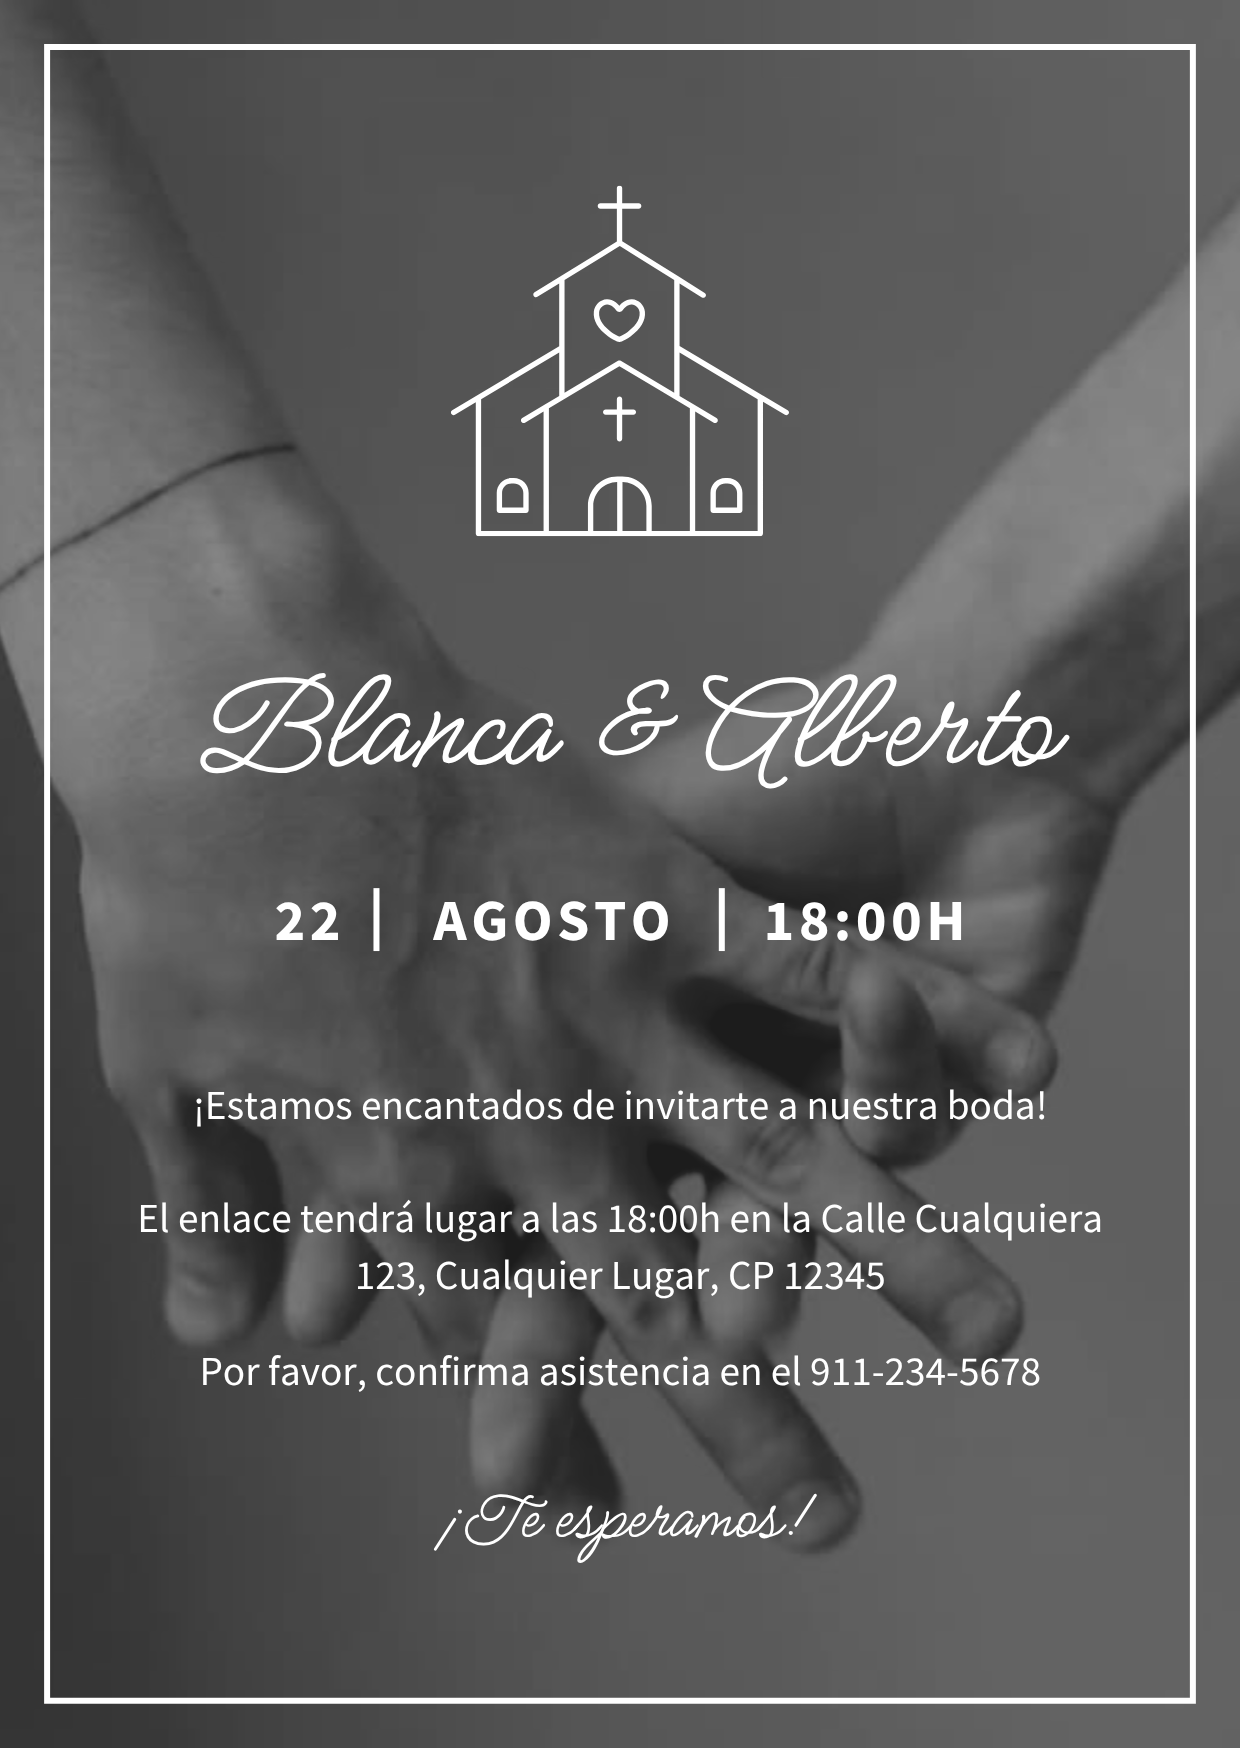 Blanca & Alberto
22 | AGOSTO | 18:00H
¡Estamos encantados de invitarte a nuestra boda!
El enlace tendrá lugar a las 18:00h en la Calle Cualquiera
123, Cualquier Lugar, CP 12345
Por favor, confirma asistencia en el 911-234-5678
¡Te esperamos!